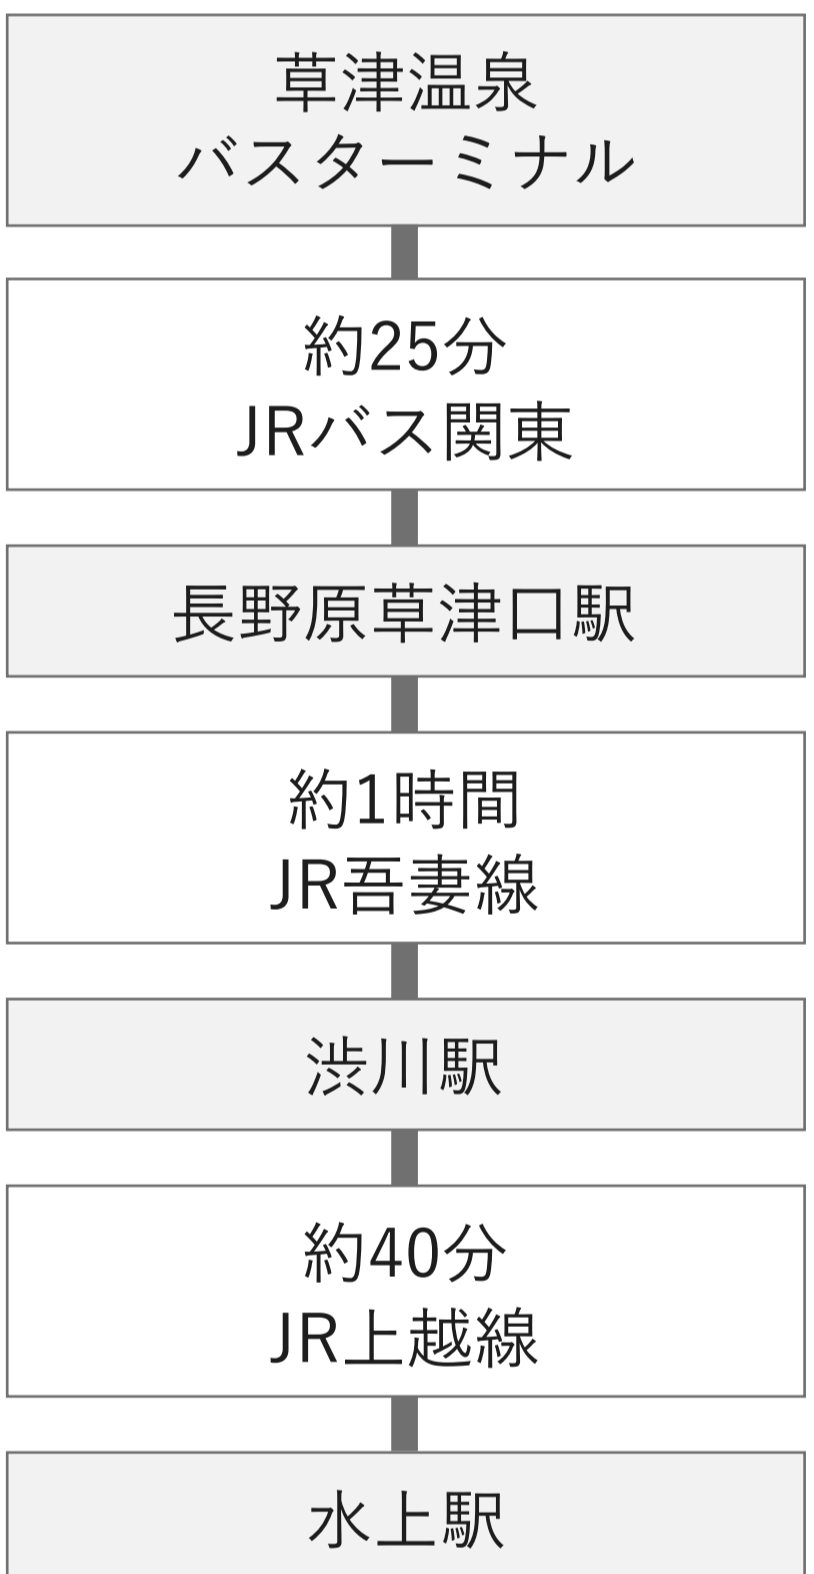 草津温泉
バスターミナル
約25分
JRバス関東
長野原草津口駅
約1時間
JR吾妻線
渋川駅
約40分
JR上越線
水上駅